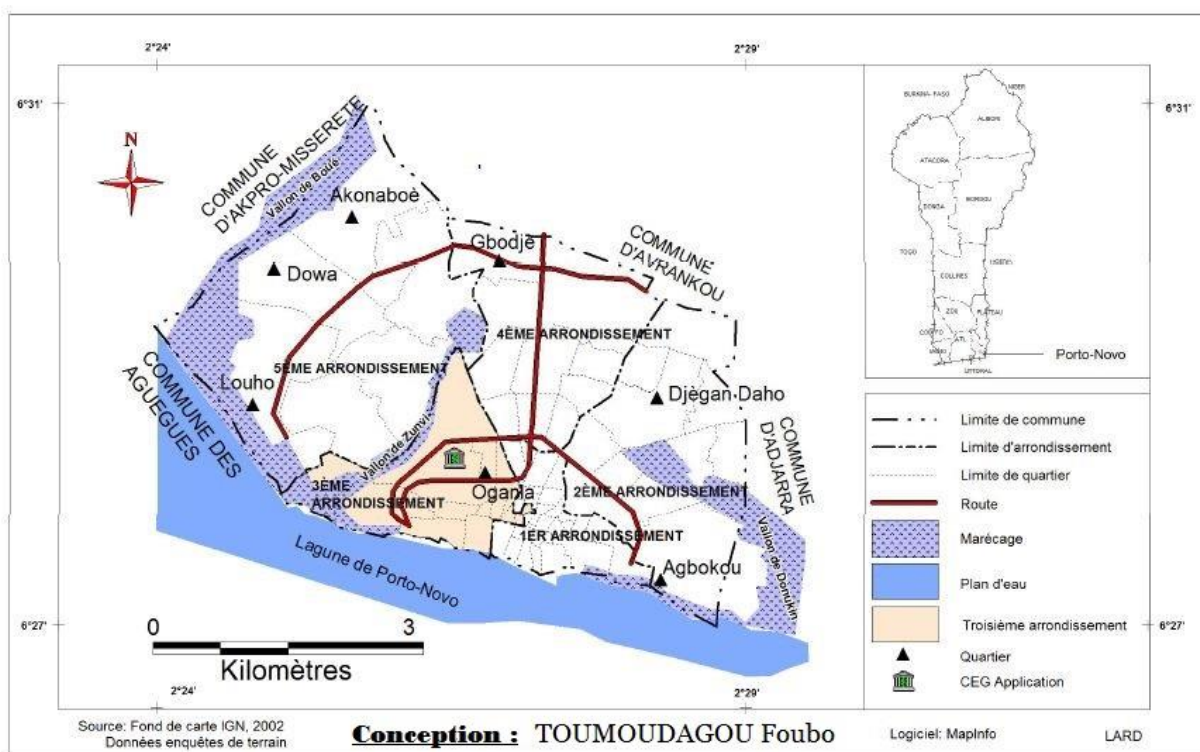 2°24'
2°29'
6°31'
6°31'
N
COMMUNE
D'AKPRO-MISSERETE
Vallon de Boué
Akonaboè
Gbodjè
COMMUNE
D'AVRANKOU
Dowa
4ÈME ARRONDISSEMENT
5ÈME ARRONDISSEMENT
COMMUNE DES
AGUEGUES
Louho
Djègan Daho
COMMUNE
D'ADJARRA
Vallon de Zunvi
3ÈME
ARRONDISSEMENT
Oganla
2ÈME ARRONDISSEMENT
1ER ARRONDISSEMENT
Vallon de Donukin
Agbokou
Lagune de Porto-Novo
6°27'
6°27'
0 3
Kilomètres
2°24'
2°29'
BURKINA- FASO
NIGER
ALIBORI
ATACORA
DONGA
BORGOU
TOGO
COLLINES
ZOU
PLATEAU
LITTORAL
Porto-Novo
Limite de commune
Limite d'arrondissement
Limite de quartier
Route
Marécage
Plan d'eau
Troisième arrondissement
Quartier
CEG Application
Source: Fond de carte IGN, 2002
Données enquêtes de terrain
Conception : TOUMOUDAGOU Foubo
Logiciel: MapInfo
LARD